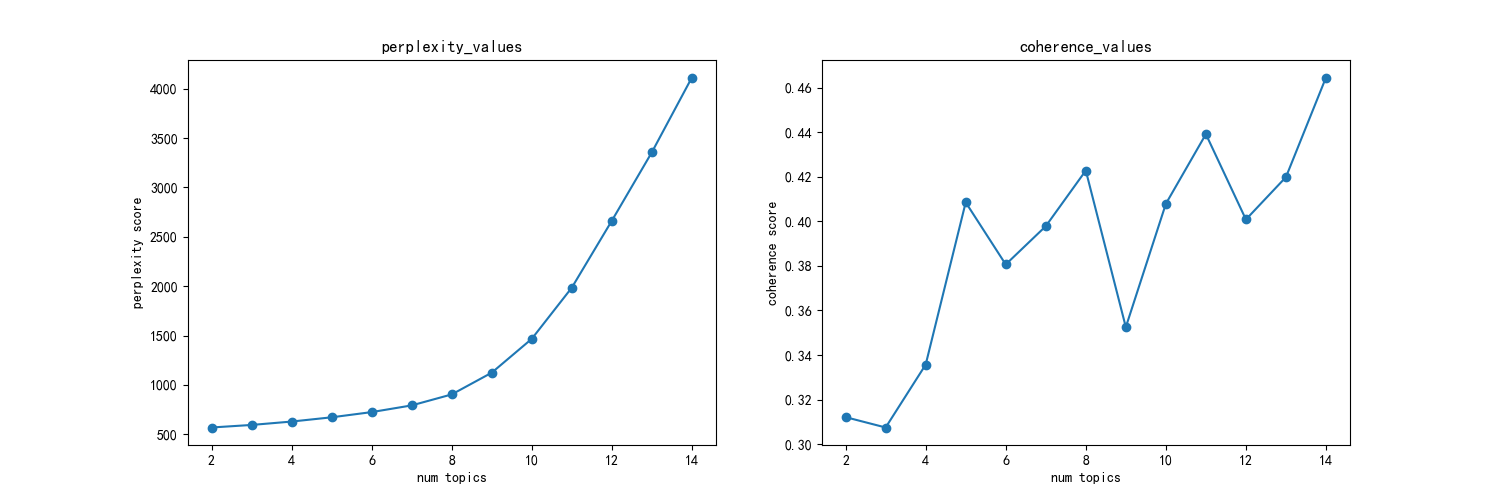 perplexity_values
4000
3500
3000
2500
2000
1500
1000
500
perplexity score
2 4 6 8 10 12 14
num topics
coherence_values
0.46
0.44
0.42
0.40
0.38
0.36
0.34
0.32
0.30
coherence score
2 4 6 8 10 12 14
num topics